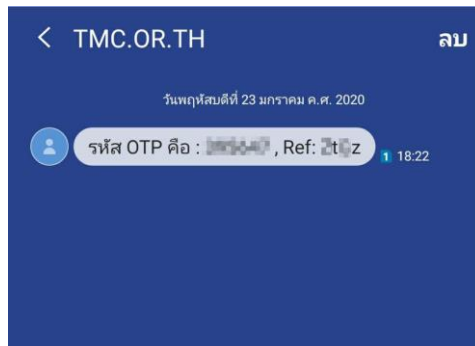 TMC.OR.TH
ลบ
วันพฤหัสบดีที่ 23 มกราคม ค.ศ. 2020
รหัส OTP คือ : , Ref: z
1 18:22